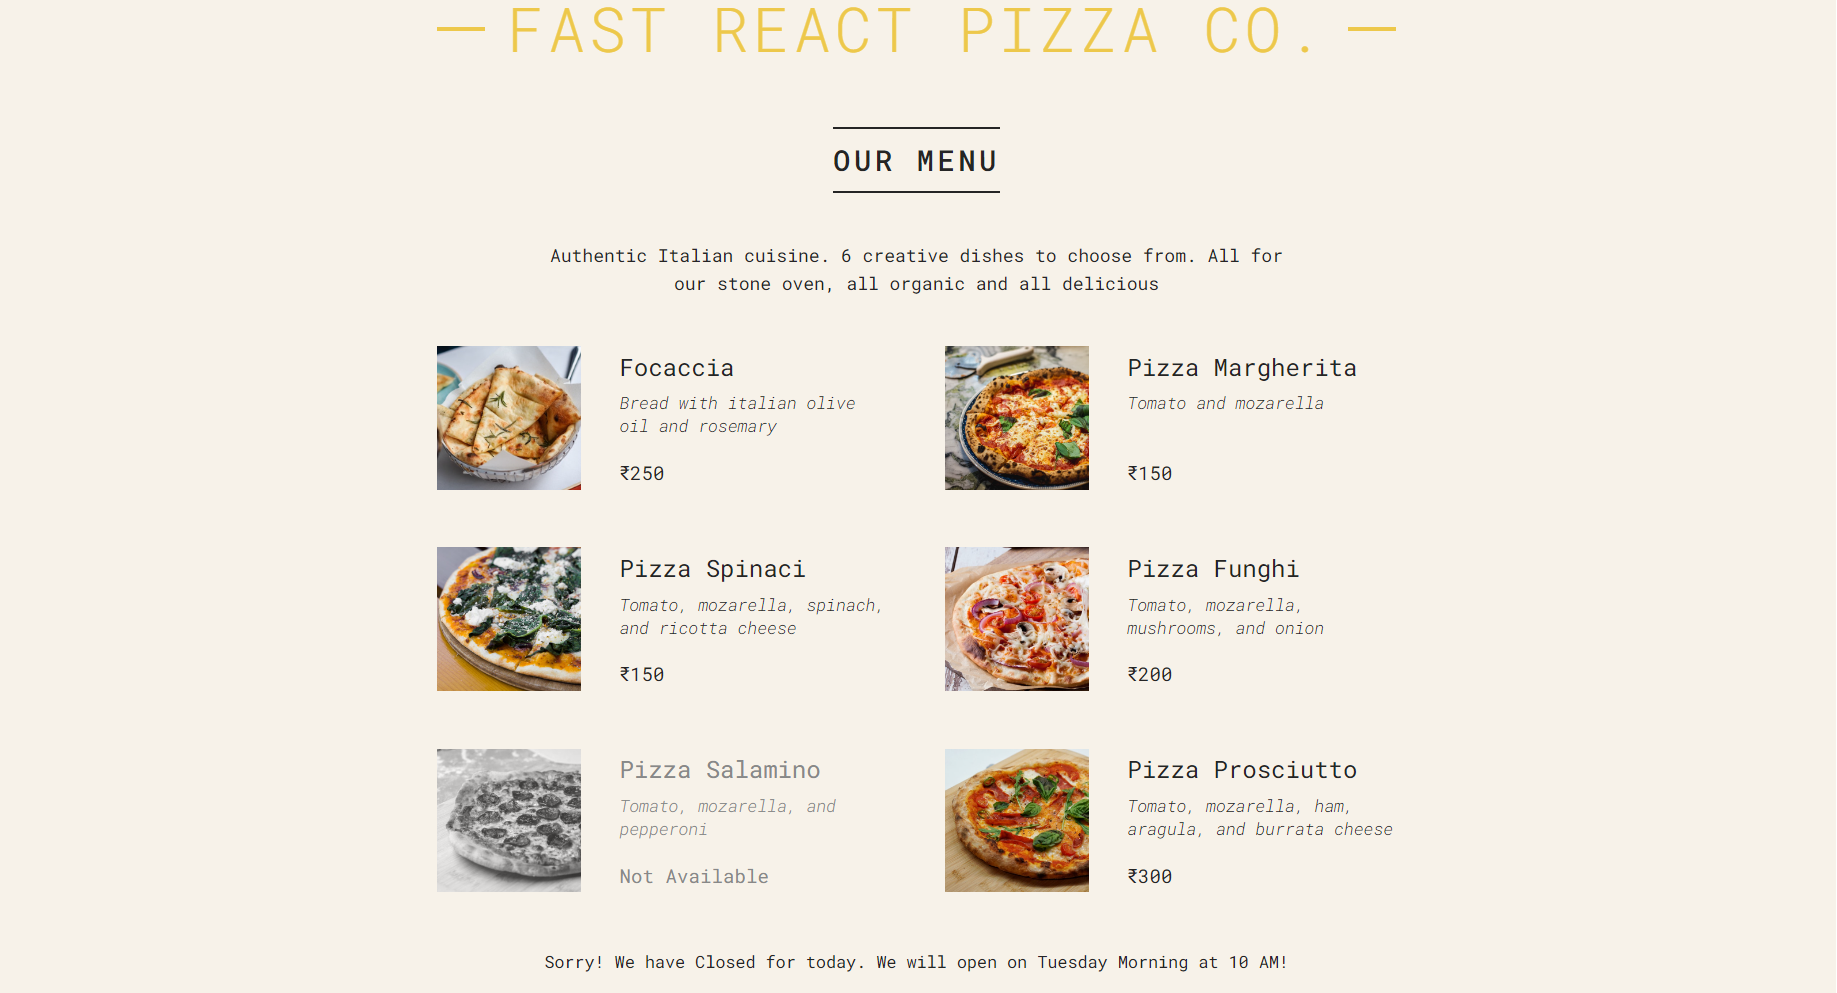 — FAST REACT PIZZA CO. —
OUR MENU
Authentic Italian cuisine. 6 creative dishes to choose from. All for
our stone oven, all organic and all delicious
Focaccia
Bread with italian olive
oil and rosemary
₹250
Pizza Margherita
Tomato and mozarella
₹150
Pizza Spinaci
Tomato, mozarella, spinach,
and ricotta cheese
₹150
Pizza Funghi
Tomato, mozarella,
mushrooms, and onion
₹200
Pizza Salamino
Tomato, mozarella, and
pepperoni
Not Available
Pizza Prosciutto
Tomato, mozarella, ham,
aragula, and burrata cheese
₹300
Sorry! We have Closed for today. We will open on Tuesday Morning at 10 AM!